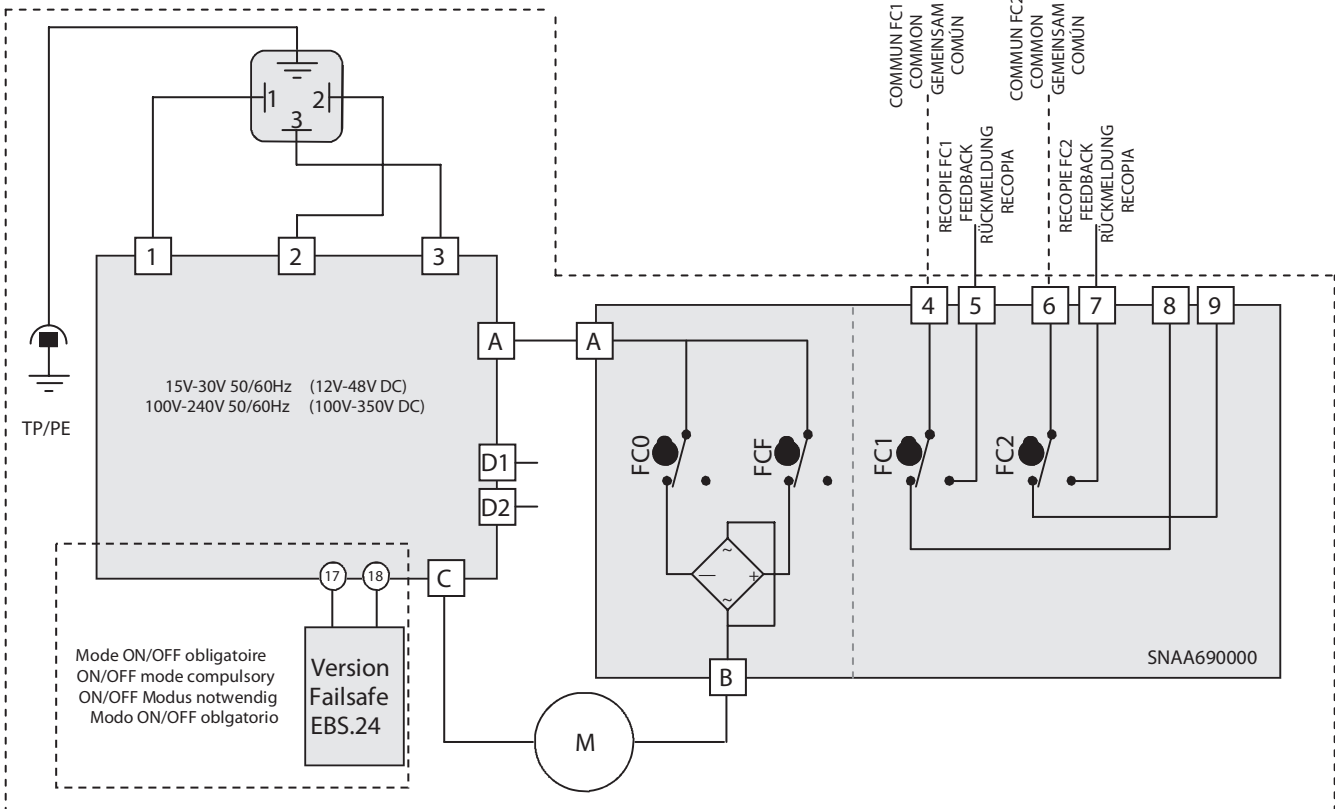 COMMUN FC1
COMMON
GEMEINSAM
COMÚN
COMMUN FC2
COMMON
GEMEINSAM
COMÚN
RECOPIE FC1
FEEDBACK
RÜCKMELDUNG
RECOPIA
RECOPIE FC2
FEEDBACK
RÜCKMELDUNG
RECOPIA
1
2
3
1
2
3
4
5
6
7
8
9
A
A
15V-30V 50/60Hz (12V-48V DC)
100V-240V 50/60Hz (100V-350V DC)
TP/PE
FC0
FCF
FC1
FC2
D1
D2
~
—
+
~
17
18
C
Mode ON/OFF obligatoire
ON/OFF mode compulsory
ON/OFF Modus notwendig
Modo ON/OFF oblgatorio
Version
Failsafe
EBS.24
B
SNAA690000
M